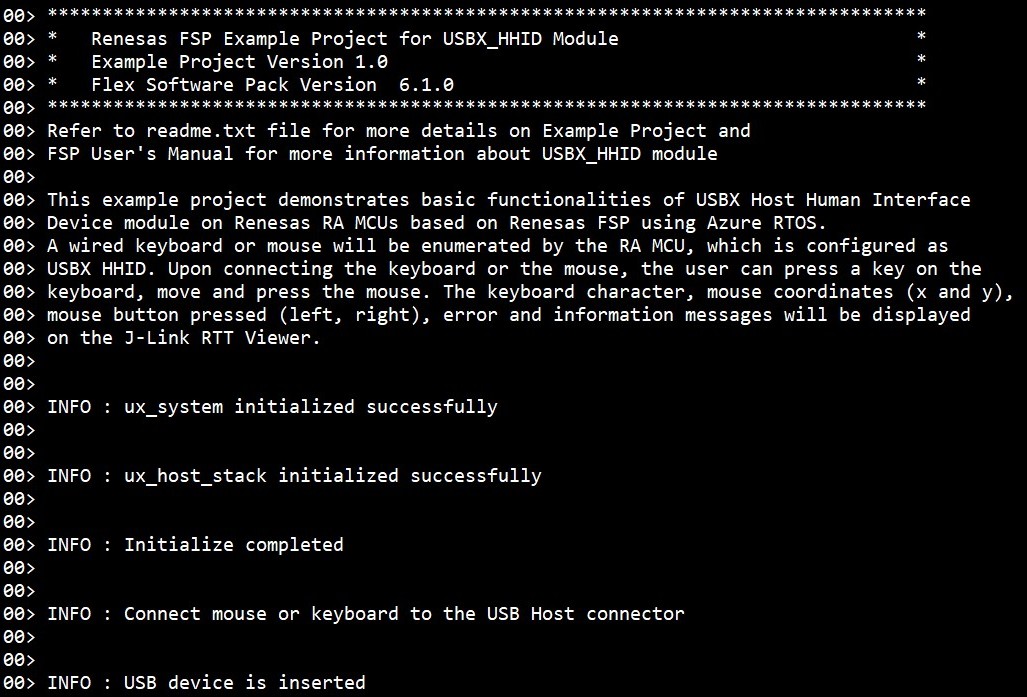 00> ********************************************************************************
00> *   Renesas FSP Example Project for USBX_HHID Module                           *
00> *   Example Project Version 1.0                                                *
00> *   Flex Software Pack Version  6.1.0                                          *
00> ********************************************************************************
00> Refer to readme.txt file for more details on Example Project and
00> FSP User's Manual for more information about USBX_HHID module
00>
00> This example project demonstrates basic functionalities of USBX Host Human Interface
00> Device module on Renesas RA MCUs based on Renesas FSP using Azure RTOS.
00> A wired keyboard or mouse will be enumerated by the RA MCU, which is configured as
00> USBX HHID. Upon connecting the keyboard or the mouse, the user can press a key on the
00> keyboard, move and press the mouse. The keyboard character, mouse coordinates (x and y),
00> mouse button pressed (left, right), error and information messages will be displayed
00> on the J-Link RTT Viewer.
00>
00>
00> INFO : ux_system initialized successfully
00>
00>
00> INFO : ux_host_stack initialized successfully
00>
00>
00> INFO : Initialize completed
00>
00>
00> INFO : Connect mouse or keyboard to the USB Host connector
00>
00>
00> INFO : USB device is inserted